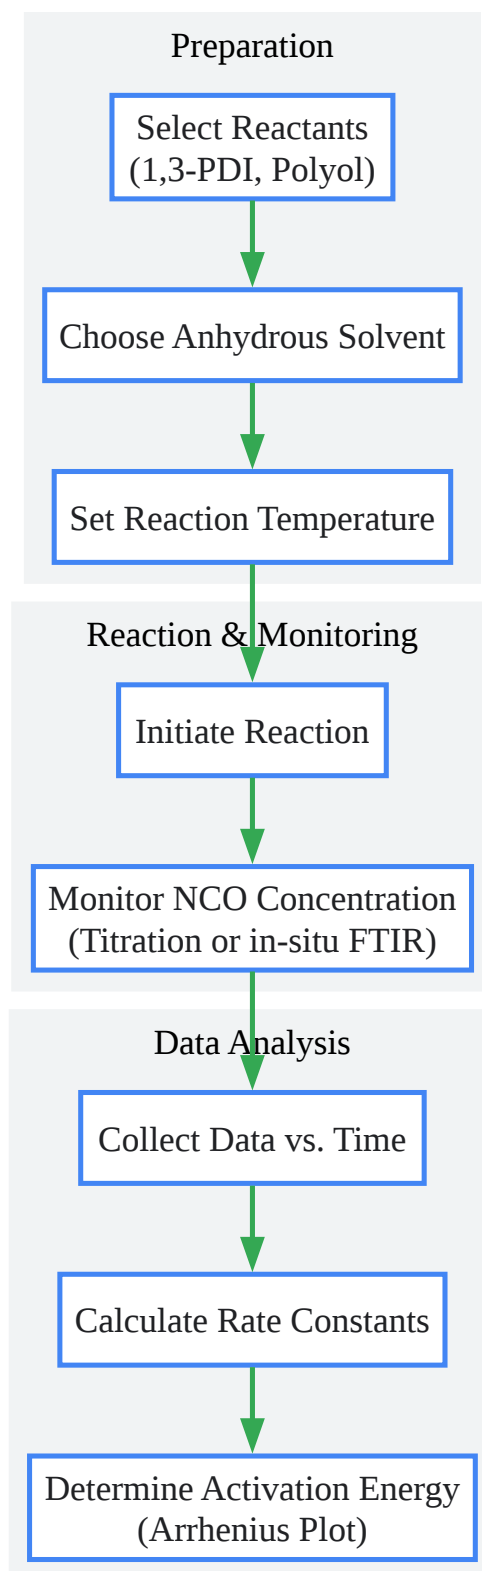 Preparation
Select Reactants
(1,3-PDI, Polyol)
Choose Anhydrous Solvent
Set Reaction Temperature
Reaction & Monitoring
Initiate Reaction
Monitor NCO Concentration
(Titration or in-situ FTIR)
Data Analysis
Collect Data vs. Time
Calculate Rate Constants
Determine Activation Energy
(Arrhenius Plot)